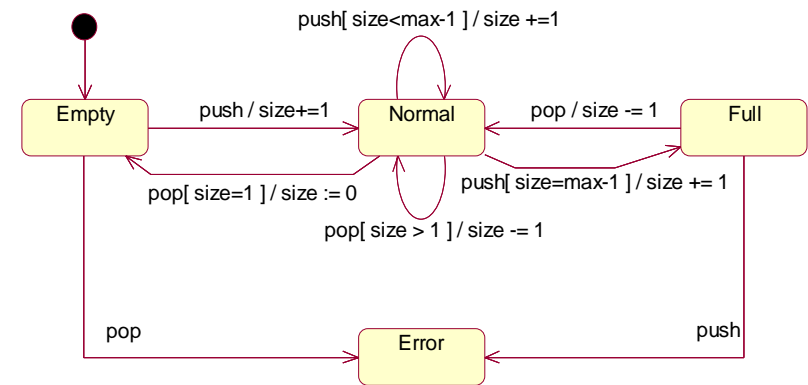 push[ size<max-1 ] / size +=1
Empty
push / size+=1
Normal
pop / size -= 1
Full
pop[ size=1 ] / size := 0
push[ size=max-1 ] / size += 1
pop[ size > 1 ] / size -= 1
pop
Error
push